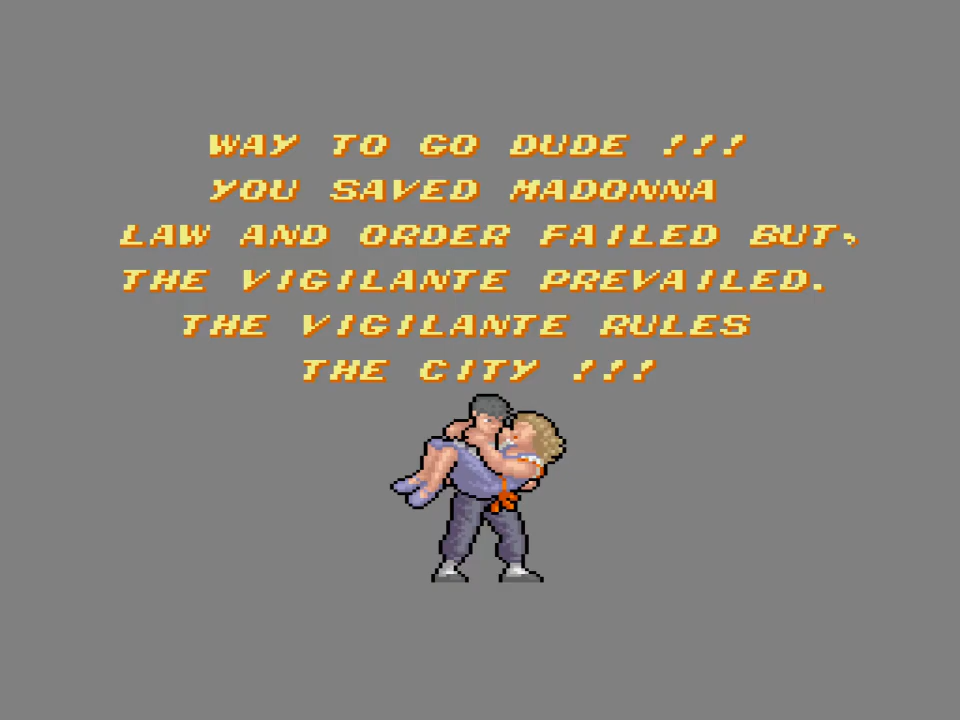 WAY TO GO DUDE !!!
YOU SAVED MADONNA
LAW AND ORDER FAILED BUT,
THE VIGILANTE PREVAILED.
THE VIGILANTE RULES
THE CITY !!!